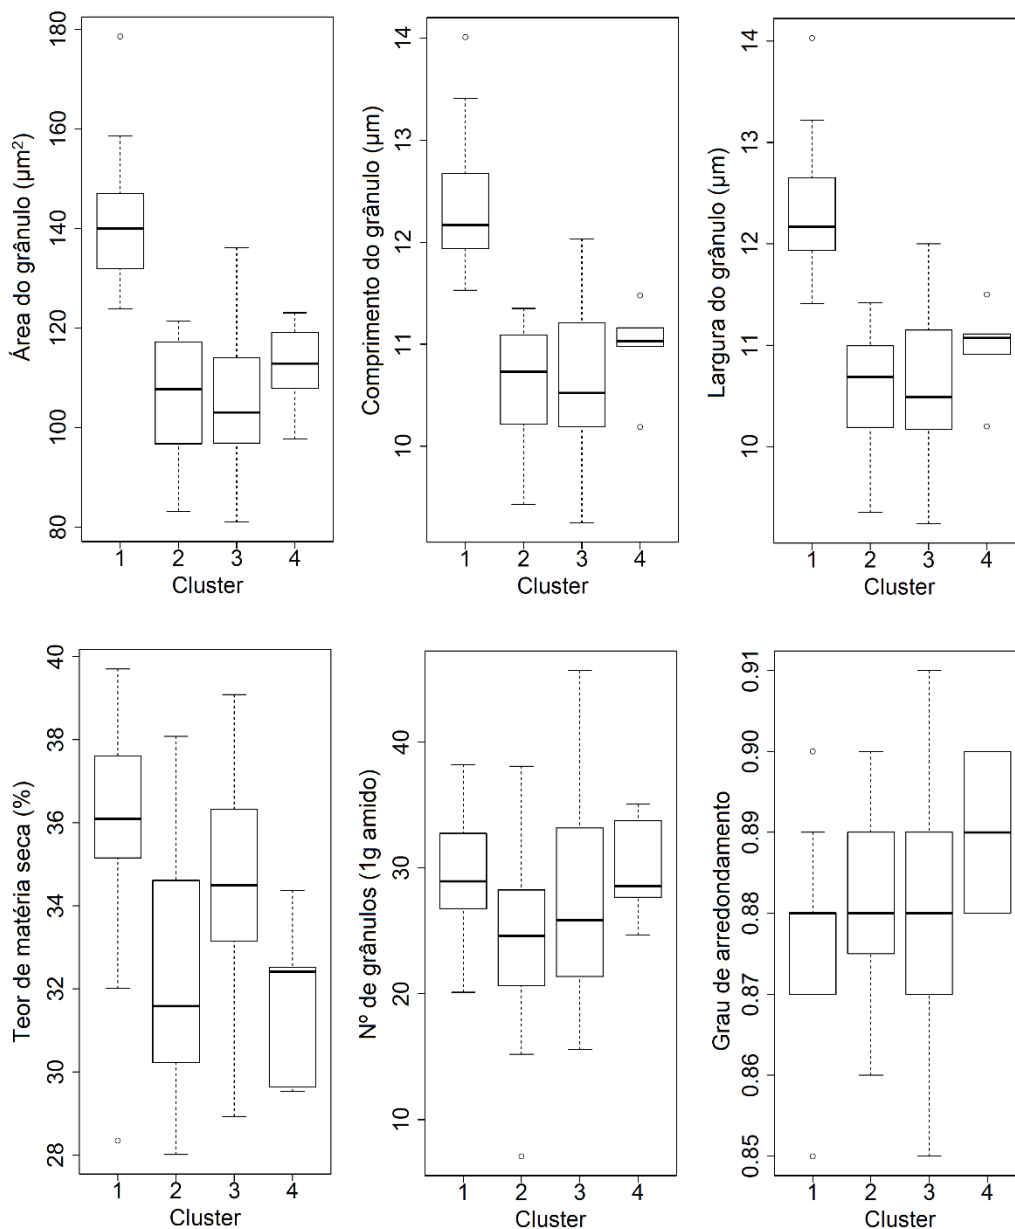 Área do grânulo (µm²)
180
160
140
120
100
80
1 2 3 4
Cluster
Comprimento do grânulo (µm)
14
13
12
11
10
1 2 3 4
Cluster
Largura do grânulo (µm)
14
13
12
11
10
1 2 3 4
Cluster
Teor de matéria seca (%)
40
38
36
34
32
30
28
1 2 3 4
Cluster
Nº de grânulos (1g amido)
40
30
20
10
1 2 3 4
Cluster
Grau de arredondamento
0.91
0.90
0.89
0.88
0.87
0.86
0.85
1 2 3 4
Cluster